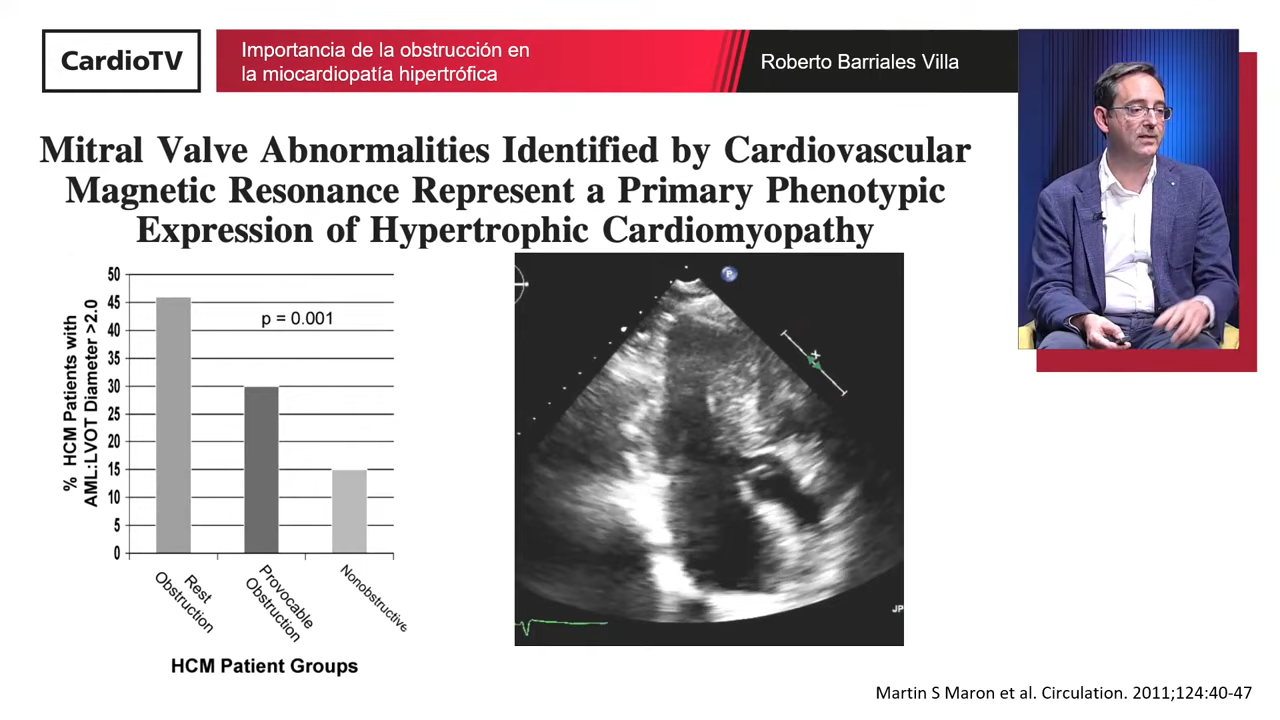 CardioTV
Importancia de la obstrucción en
la miocardiopatía hipertrófica
Roberto Barriales Villa
Mitral Valve Abnormalities Identified by Cardiovascular
Magnetic Resonance Represent a Primary Phenotypic
Expression of Hypertrophic Cardiomyopathy
% HCM Patients with
AML:LVOT Diameter >2.0
50
45
40
35
30
25
20
15
10
5
0
p = 0.001
Rest
Obstruction
Provocable
Obstruction
Nonobstructive
HCM Patient Groups
P
JP
Martin S Maron et al. Circulation. 2011;124:40-47